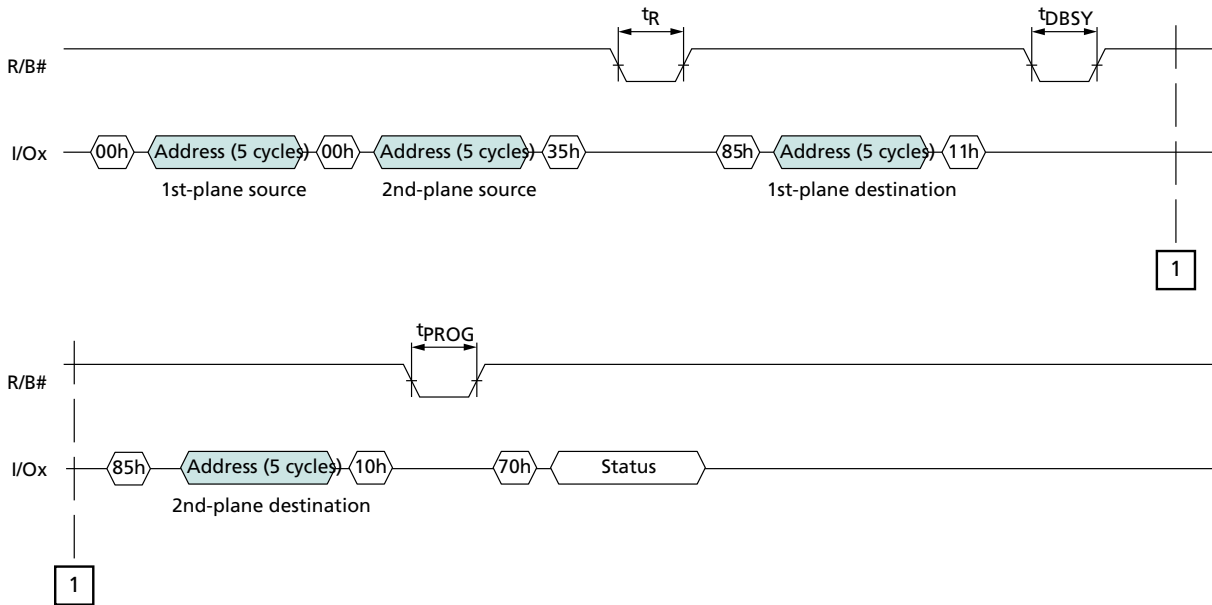 tR tDBSY
R/B#
I/Ox 00h Address (5 cycles) 00h Address (5 cycles) 35h 85h Address (5 cycles) 11h
1st-plane source 2nd-plane source 1st-plane destination
1
tPROG
R/B#
I/Ox 85h Address (5 cycles) 10h 70h Status
2nd-plane destination
1